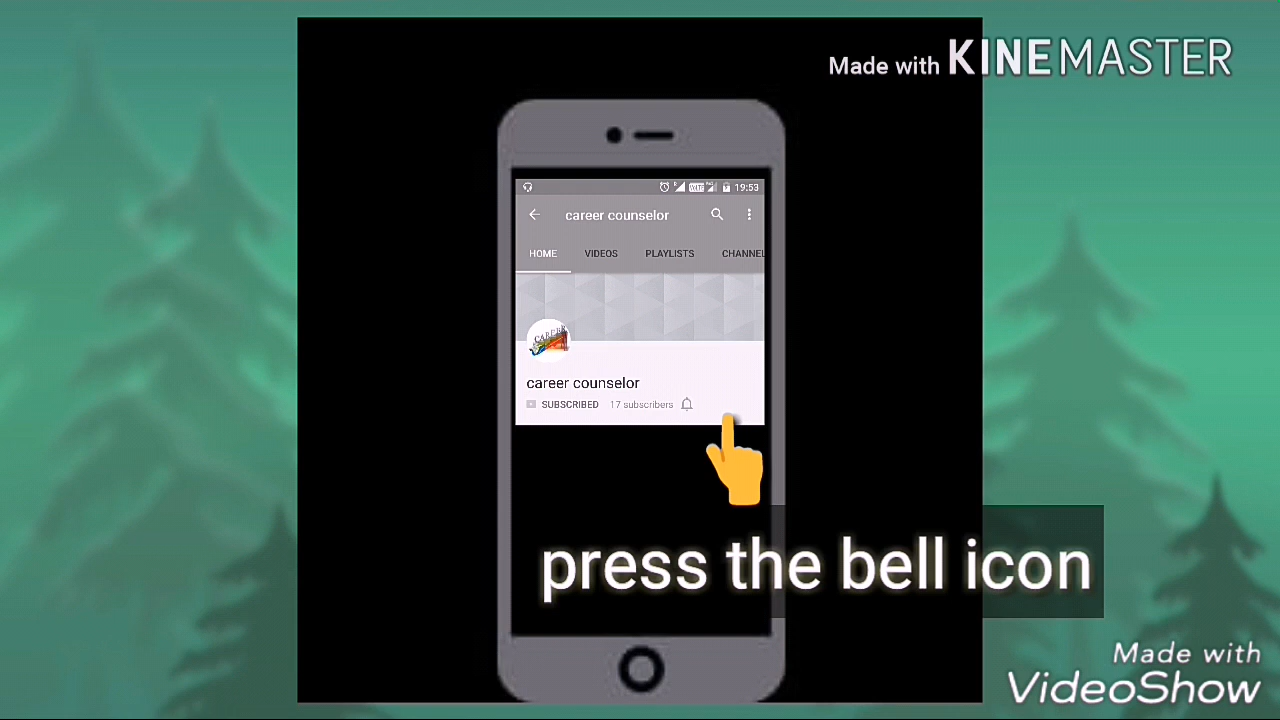 Made with KINEMASTER
19:53
career counselor
HOME VIDEOS PLAYLISTS CHANNEL
CAREER
career counselor
SUBSCRIBED 17 subscribers
press the bell icon
Made with
VideoShow